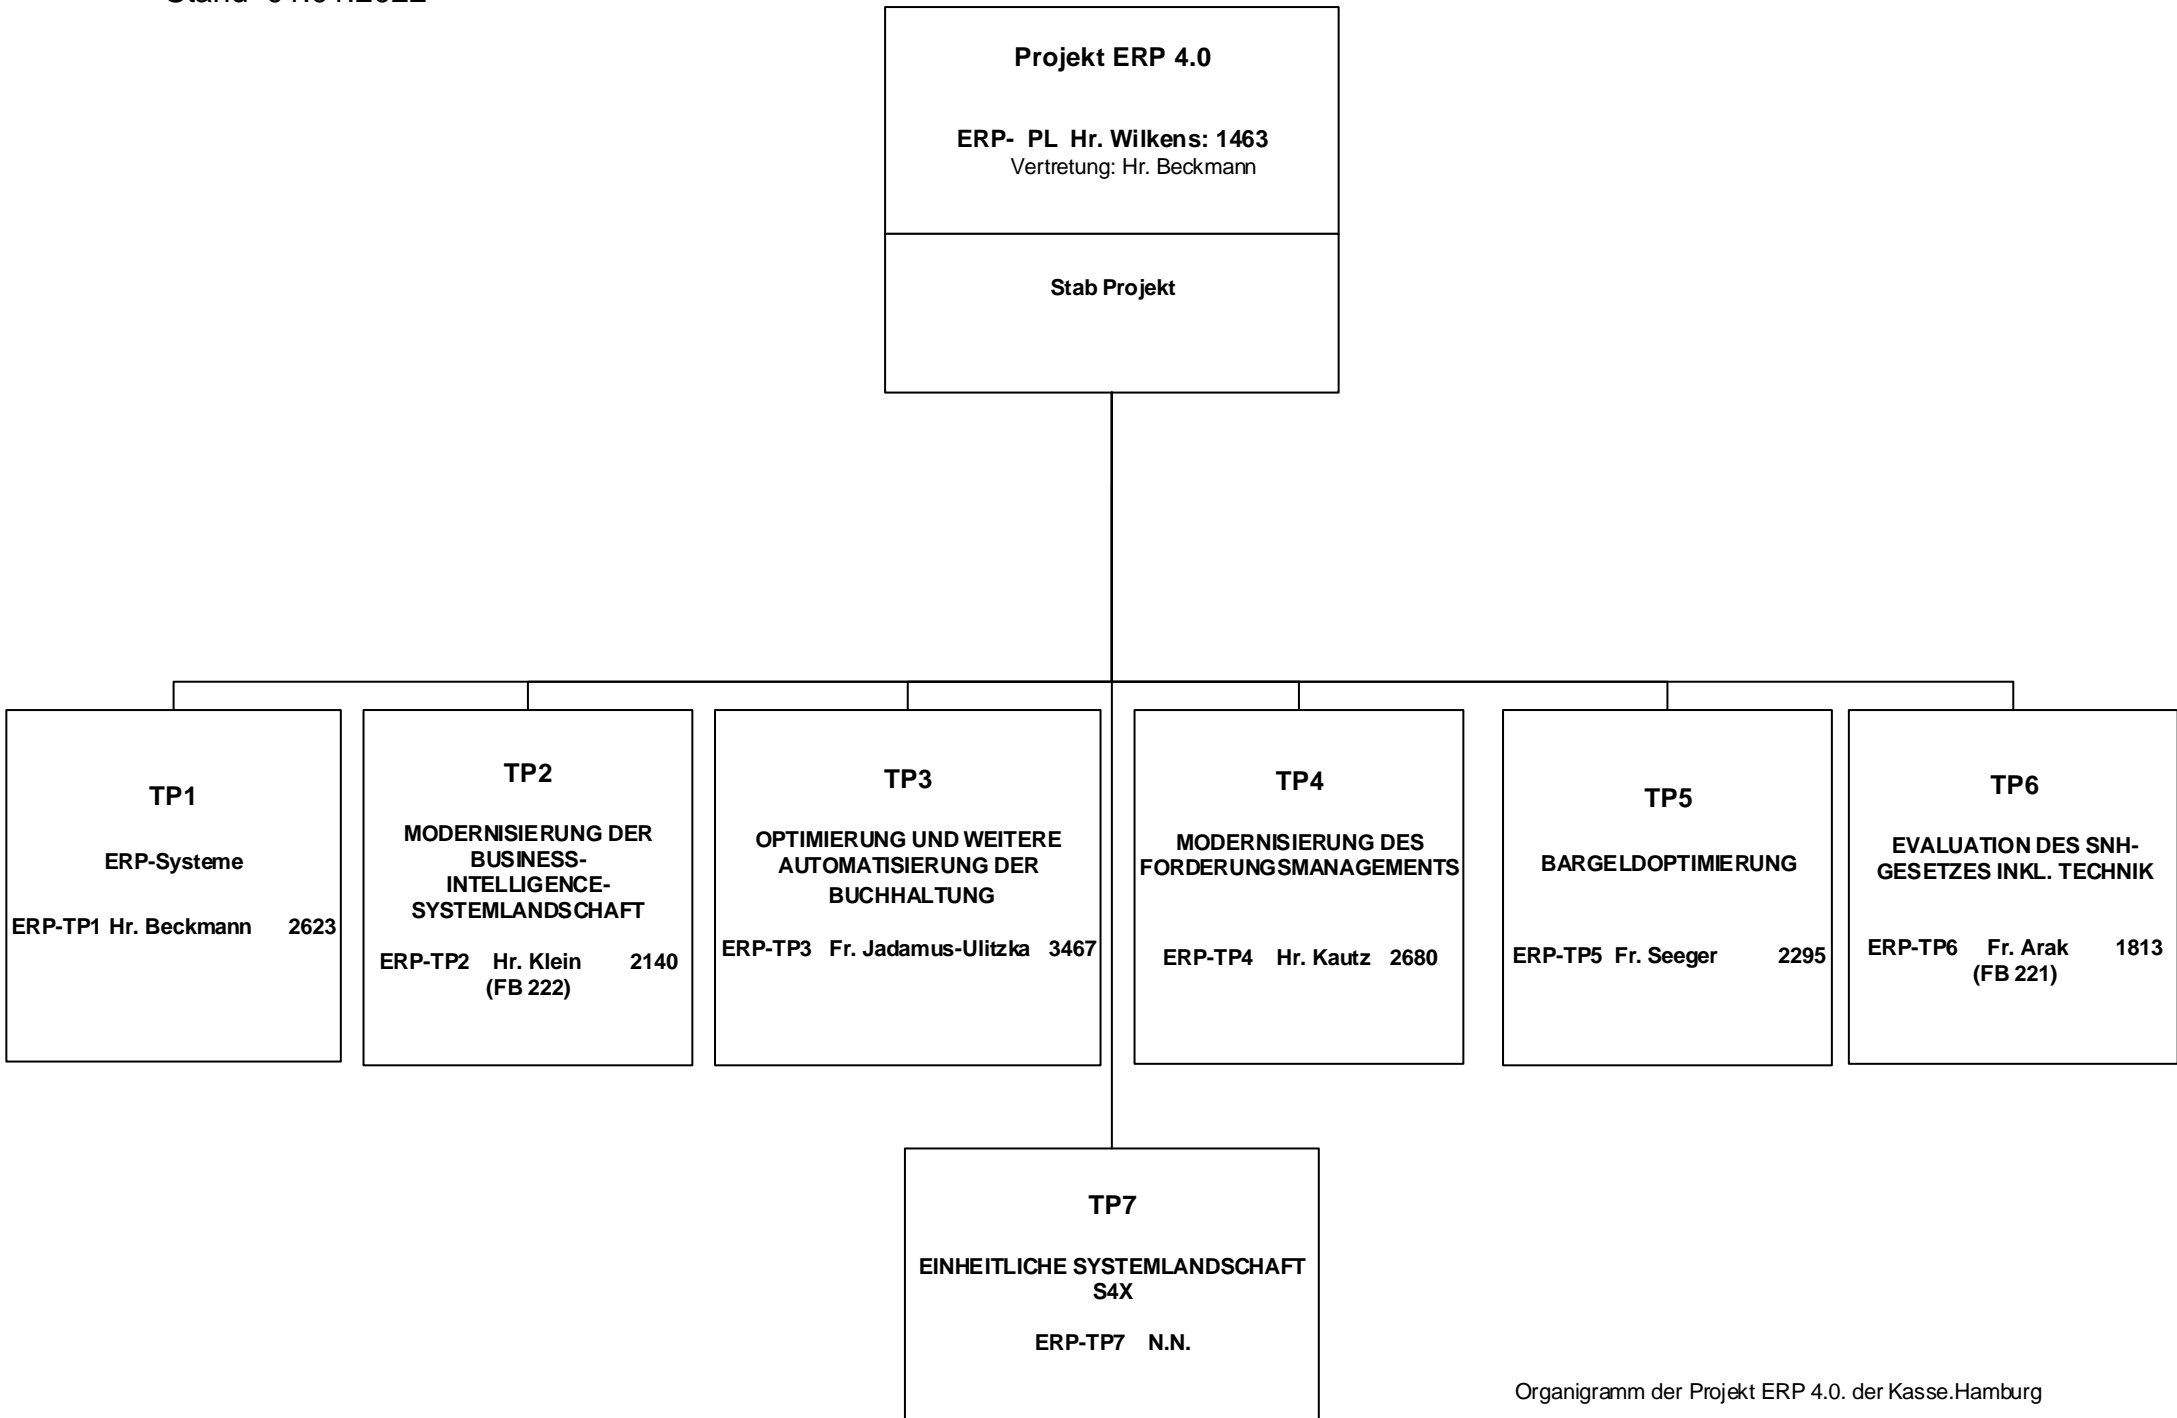 Projekt ERP 4.0
ERP- PL Hr. Wilkens: 1463
Vertretung: Hr. Beckmann
Stab Projekt
TP1
ERP-Systeme
ERP-TP1 Hr. Beckmann 2623
TP2
MODERNISIERUNG DER
BUSINESS-
INTELLIGENCE-
SYSTEMLANDSCHAFT
ERP-TP2 Hr. Klein 2140
(FB 222)
TP3
OPTIMIERUNG UND WEITERE
AUTOMATISIERUNG DER
BUCHHALTUNG
ERP-TP3 Fr. Jadamus-Ulitzka 3467
TP4
MODERNISIERUNG DES
FORDERUNGSMANAGEMENTS
ERP-TP4 Hr. Kautz 2680
TP5
BARGELDOPTIMIERUNG
ERP-TP5 Fr. Seeger 2295
TP6
EVALUATION DES SNH-
GESETZES INKL. TECHNIK
ERP-TP6 Fr. Arak 1813
(FB 221)
TP7
EINHEITLICHE SYSTEMLANDSCHAFT
S4X
ERP-TP7 N.N.
Organigramm der Projekt ERP 4.0. der Kasse.Hamburg